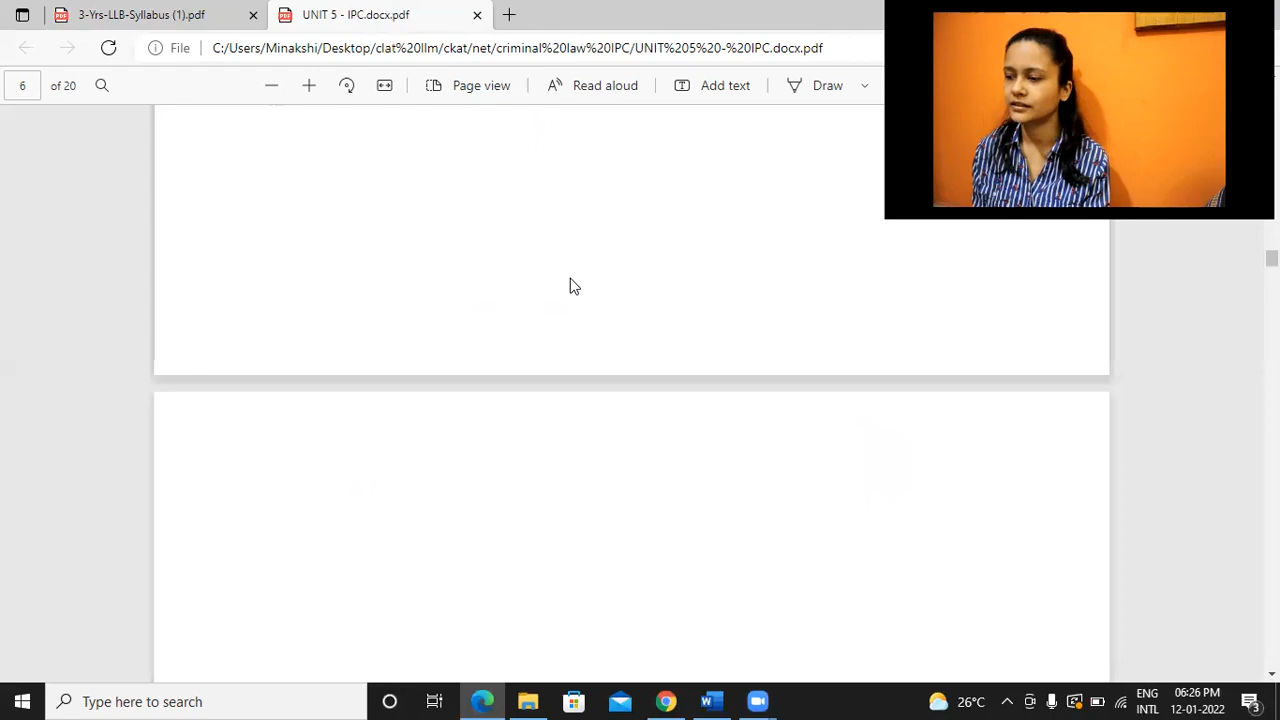 3-Yrs-LLB-Syllabus (1).pdf
UNIT 5 - IPC.docx.pdf
File
C:/Users/Minakshi/Desktop/clat%20llm/ckat/net/criminal%20law%20IPC/UNIT%205%20-%20IPC.docx.pdf
6 of 20
Page view
Read aloud
Add text
Draw
Type here to search
26°C
ENG
INTL
06:26 PM
12-01-2022
3